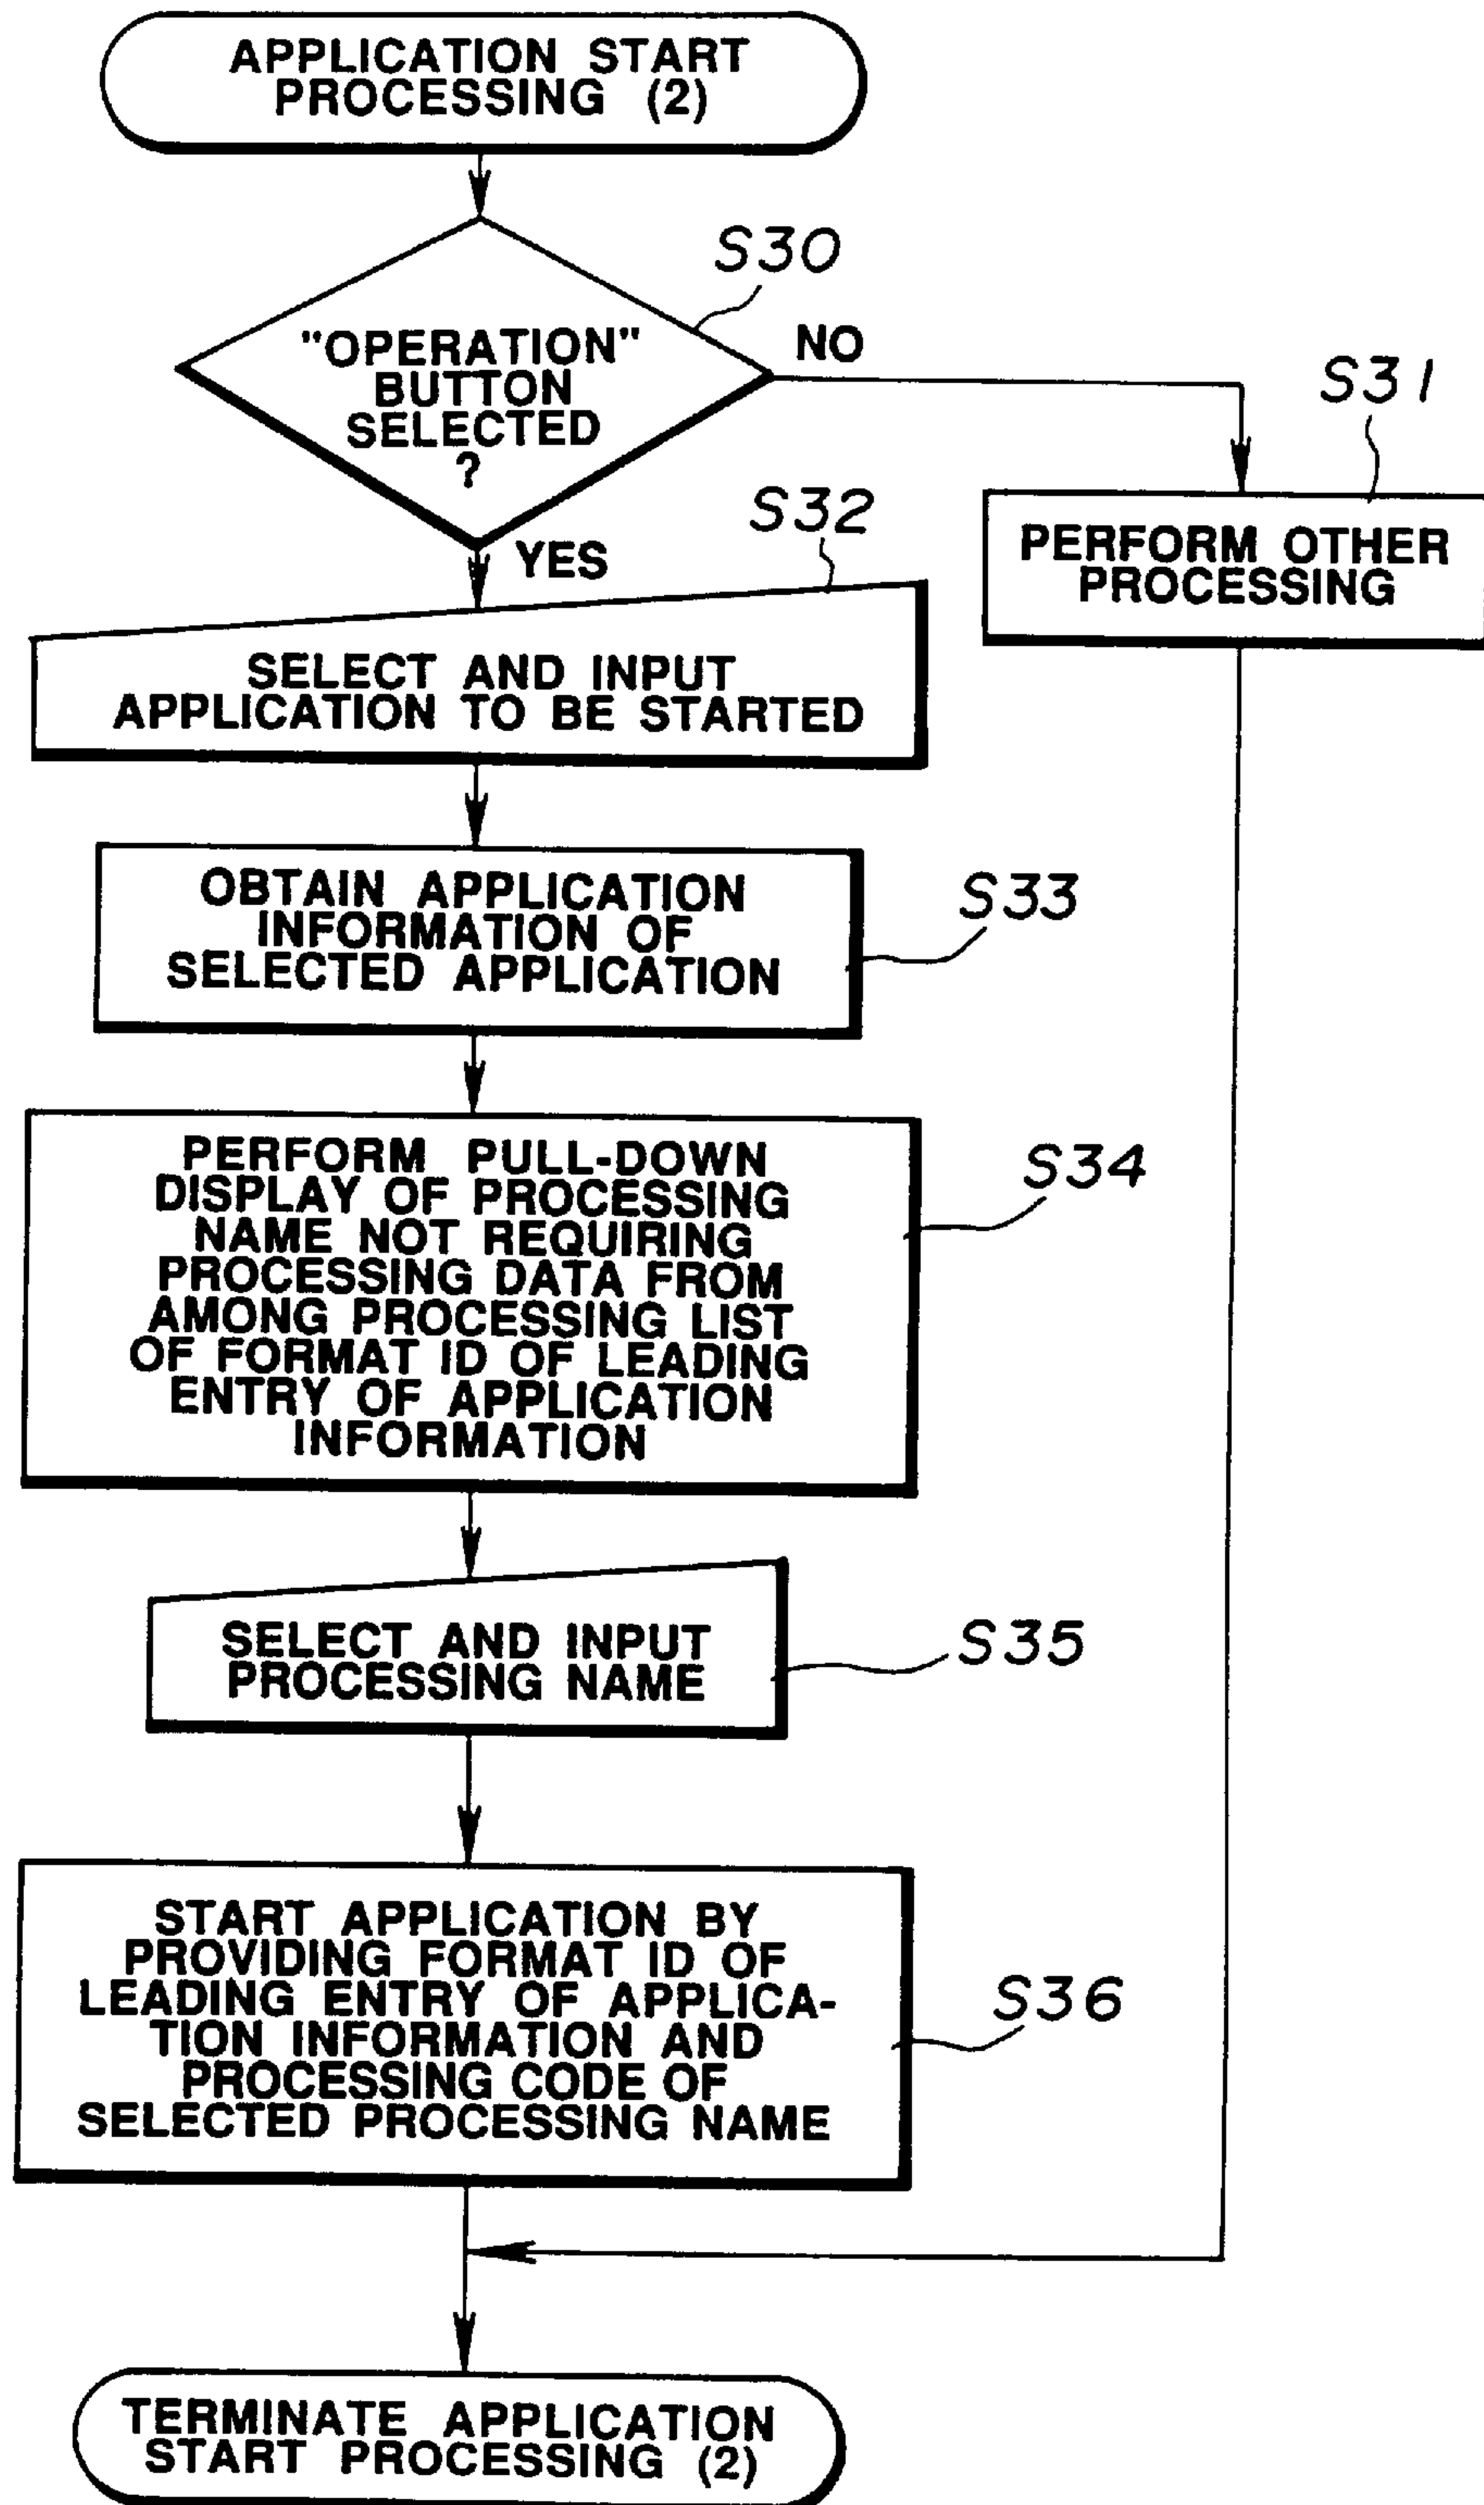 APPLICATION START
PROCESSING (2)
S30
"OPERATION"
BUTTON
SELECTED
?
NO
S31
PERFORM OTHER
PROCESSING
YES
S32
SELECT AND INPUT
APPLICATION TO BE STARTED
OBTAIN APPLICATION
INFORMATION OF
SELECTED APPLICATION
S33
PERFORM PULL-DOWN
DISPLAY OF PROCESSING
NAME NOT REQUIRING
PROCESSING DATA FROM
AMONG PROCESSING LIST
OF FORMAT ID OF LEADING
ENTRY OF APPLICATION
INFORMATION
S34
SELECT AND INPUT
PROCESSING NAME
S35
START APPLICATION BY
PROVIDING FORMAT ID OF
LEADING ENTRY OF APPLICA-
TION INFORMATION AND
PROCESSING CODE OF
SELECTED PROCESSING NAME
S36
TERMINATE APPLICATION
START PROCESSING (2)